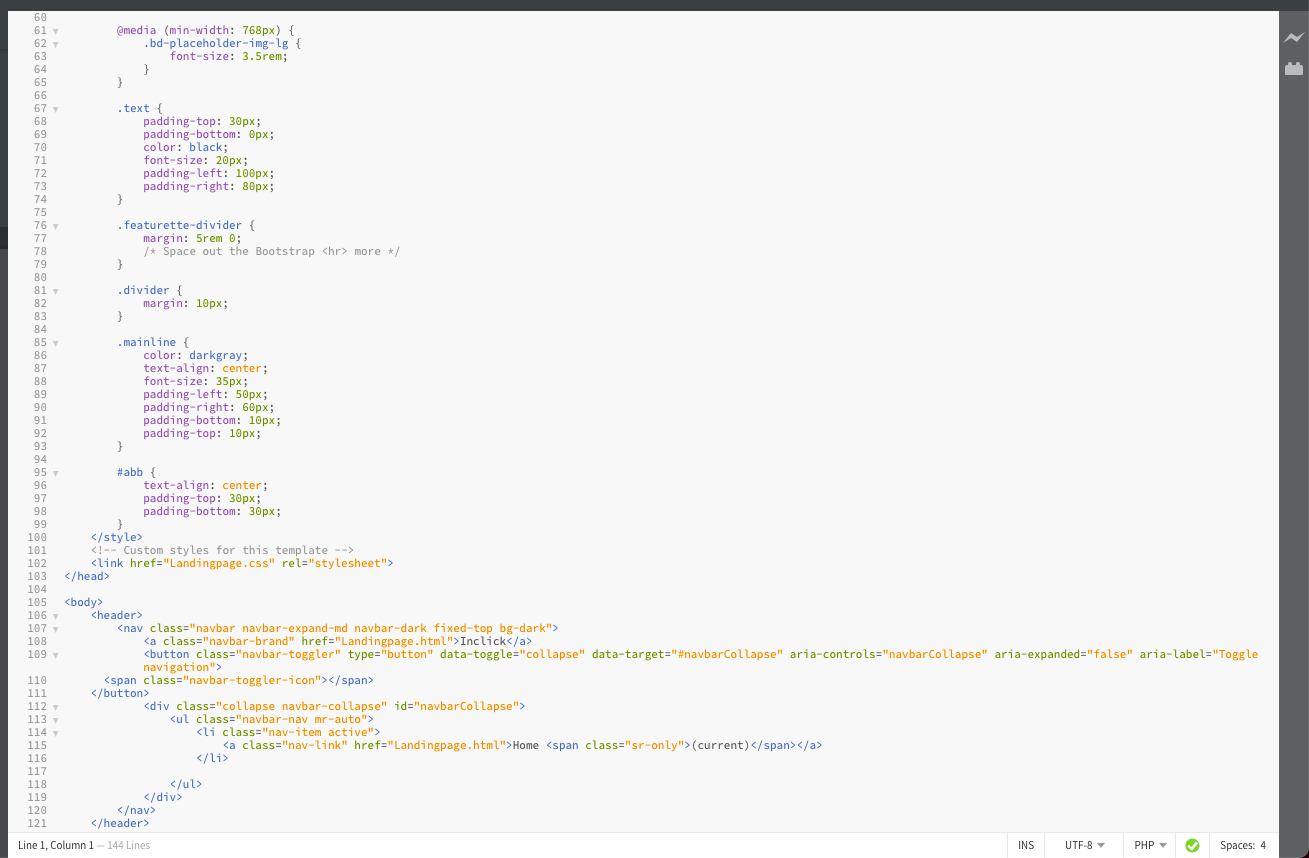 60
61 @media (min-width: 768px) {
62 .bd-placeholder-img-lg {
63 font-size: 3.5rem;
64 }
65 }
66
67 .text {
68 padding-top: 30px;
69 padding-bottom: 0px;
70 color: black;
71 font-size: 20px;
72 padding-left: 100px;
73 padding-right: 80px;
74 }
75
76 .featurette-divider {
77 margin: 5rem 0;
78 /* Space out the Bootstrap <hr> more */
79 }
80
81 .divider {
82 margin: 10px;
83 }
84
85 .mainline {
86 color: darkgray;
87 text-align: center;
88 font-size: 35px;
89 padding-left: 50px;
90 padding-right: 60px;
91 padding-bottom: 10px;
92 padding-top: 10px;
93 }
94
95 #abb {
96 text-align: center;
97 padding-top: 30px;
98 padding-bottom: 30px;
99 }
100 </style>
101 <!-- Custom styles for this template -->
102 <link href="Landingpage.css" rel="stylesheet">
103 </head>
104
105 <body>
106 <header>
107 <nav class="navbar navbar-expand-md navbar-dark fixed-top bg-dark">
108 <a class="navbar-brand" href="Landingpage.html">Inclick</a>
109 <button class="navbar-toggler" type="button" data-toggle="collapse" data-target="#navbarCollapse" aria-controls="navbarCollapse" aria-expanded="false" aria-label="Toggle
navigation">
110 <span class="navbar-toggler-icon"></span>
111 </button>
112 <div class="collapse navbar-collapse" id="navbarCollapse">
113 <ul class="navbar-nav mr-auto">
114 <li class="nav-item active">
115 <a class="nav-link" href="Landingpage.html">Home <span class="sr-only">(current)</span></a>
116 </li>
117
118 </ul>
119 </div>
120 </nav>
121 </header>
Line 1, Column 1 — 144 Lines INS UTF-8 PHP Spaces: 4